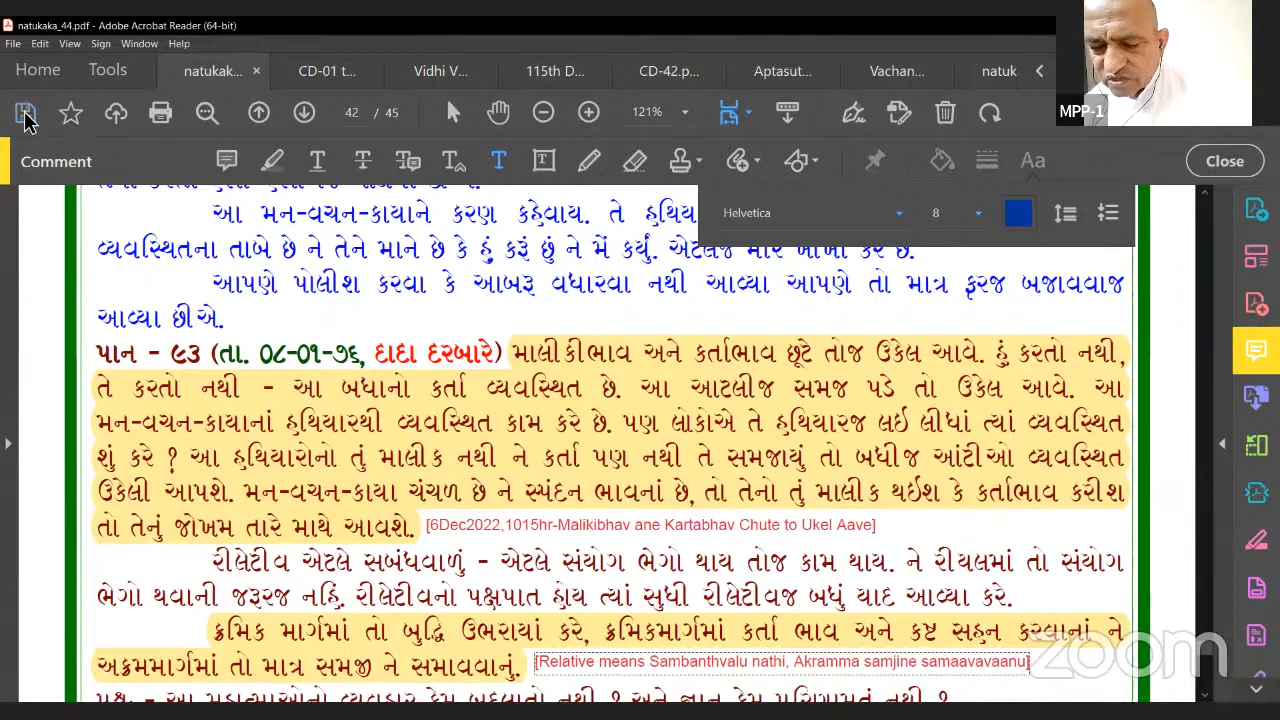 natukaka_44.pdf - Adobe Acrobat Reader (64-bit)
File Edit View Sign Window Help
Home Tools natukak... × CD-01 t... Vidhi V... 115th D... CD-42.p... Aptasut... Vachan... natuk
42 / 45 121%
MPP-1
Comment Close
Helvetica 8
આ મન-વચન-કાયાને કરણ કહેવાય. તે હથિયા
વ્યવસ્થિતના તાબે છે ને તેને માને છે કે હું કરૂં છું ને મેં કર્યું. એટલેજ માર ખાયા કરે છે.
આપણે પોલીશ કરવા કે આબરૂ વધારવા નથી આવ્યા આપણે તો માત્ર ફરજ બજાવવાજ
આવ્યા છીએ.
પાન - ૯૩ (તા. ૦૮-૦૧-૭૬, દાદા દરબારે) માલીકીભાવ અને કર્તાભાવ છૂટે તોજ ઉકેલ આવે. હું કરતો નથી,
તે કરતો નથી - આ બધાનો કર્તા વ્યવસ્થિત છે. આ આટલીજ સમજ પડે તો ઉકેલ આવે. આ
મન-વચન-કાયાનાં હથિયારથી વ્યવસ્થિત કામ કરે છે. પણ લોકોએ તે હથિયારજ લઇ લીધાં ત્યાં વ્યવસ્થિત
શું કરે ? આ હથિયારોનો તું માલીક નથી ને કર્તા પણ નથી તે સમજાયું તો બધીજ આંટીઓ વ્યવસ્થિત
ઉકેલી આપશે. મન-વચન-કાયા ચંચળ છે ને સ્પંદન ભાવનાં છે, તો તેનો તું માલીક થઇશ કે કર્તાભાવ કરીશ
તો તેનું જોખમ તારે માથે આવશે. [6Dec2022,1015hr-Malikibhav ane Kartabhav Chute to Ukel Aave]
રીલેટીવ એટલે સબંધવાળું - એટલે સંયોગ ભેગો થાય તોજ કામ થાય. ને રીયલમાં તો સંયોગ
ભેગો થવાની જરૂરજ નહિં. રીલેટીવનો પક્ષપાત હોય ત્યાં સુધી રીલેટીવજ બધું યાદ આવ્યા કરે.
ક્રમિક માર્ગમાં તો બુદ્ધિ ઉભરાયાં કરે, ક્રમિકમાર્ગમાં કર્તા ભાવ અને કષ્ટ સહન કરવાનાં ને
અક્રમમાર્ગમાં તો માત્ર સમજી ને સમાવવાનું. [Relative means Sambanthvalu nathi, Akramma samjine samaavavaanu]
zoom